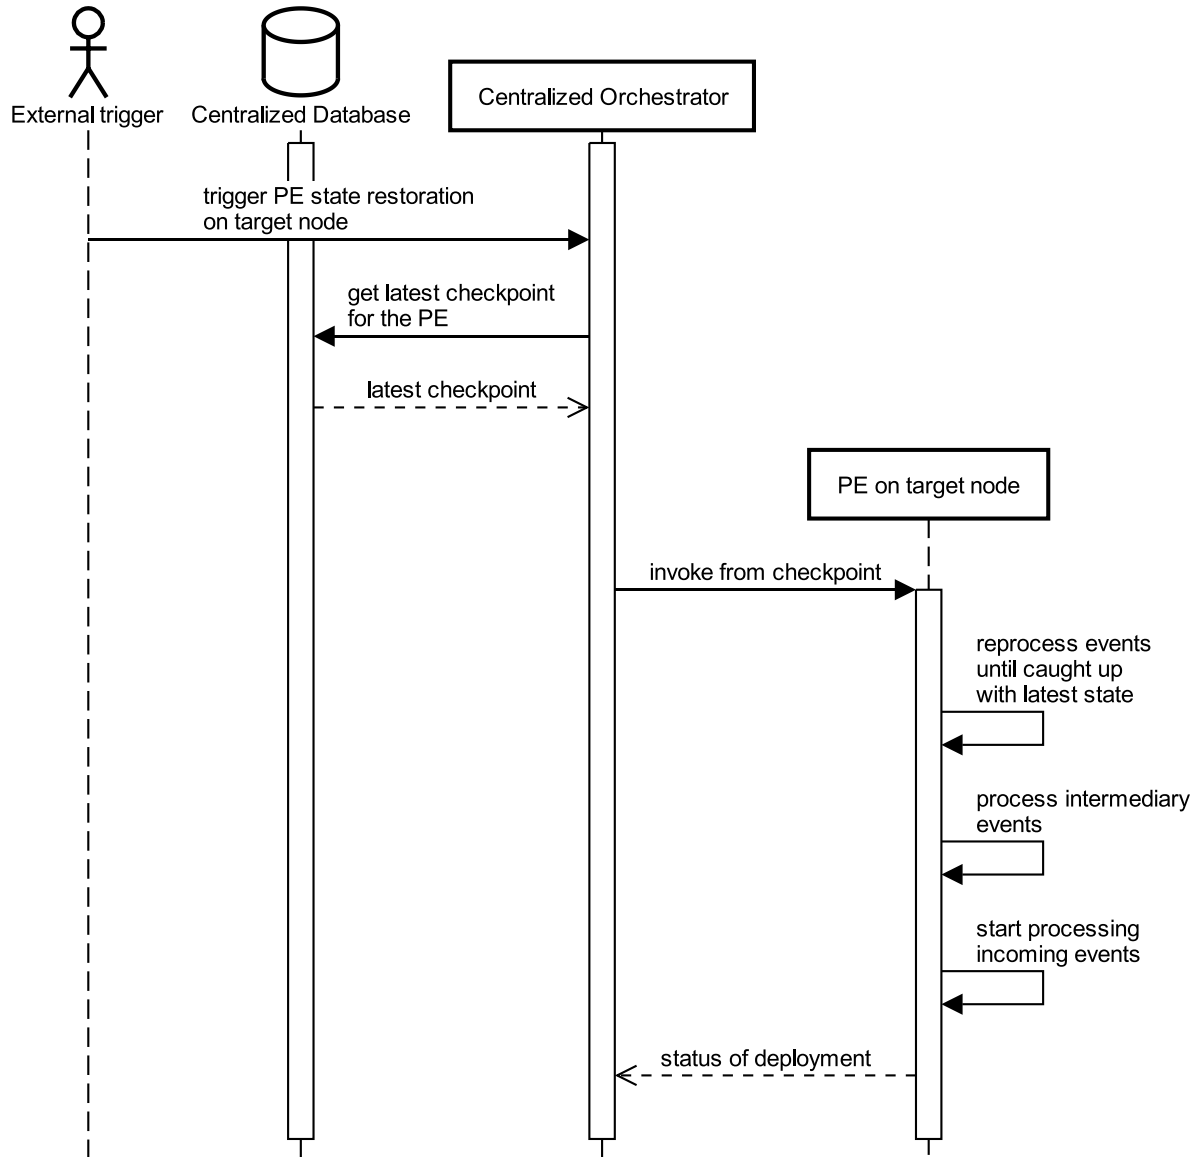 External trigger
Centralized Database
Centralized Orchestrator
trigger PE state restoration
on target node
get latest checkpoint
for the PE
latest checkpoint
PE on target node
invoke from checkpoint
reprocess events
until caught up
with latest state
process intermediary
events
start processing
incoming events
status of deployment